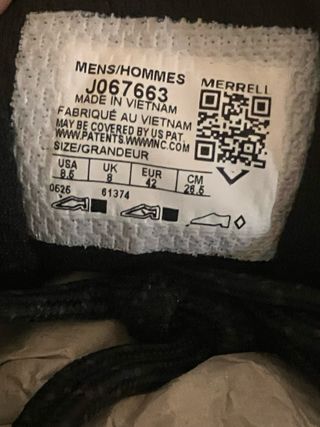 MENS/HOMMES MERRELL
J067663
MADE IN VIETNAM
FABRIQUÉ AU VIETNAM
MAY BE COVERED BY US PAT.
WWW.PATENTS.WWWINC.COM
SIZE/GRANDEUR
USA UK EUR CM
8.5 8 42 26.5
0525 61374